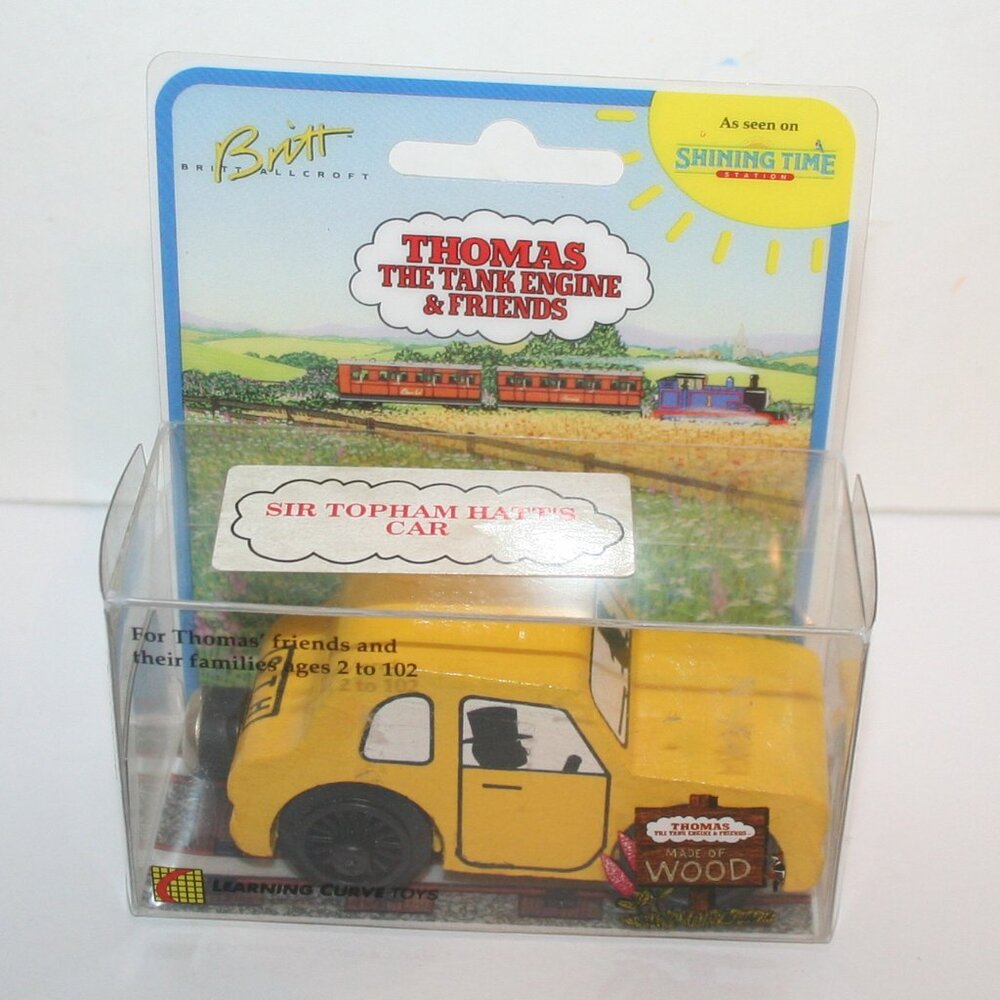 Britt
BRITT ALLCROFT
As seen on
SHINING TIME
STATION
THOMAS
THE TANK ENGINE
& FRIENDS
SIR TOPHAM HATT'S
CAR
For Thomas' friends and
their families ages 2 to 102
THOMAS
THE TANK ENGINE & FRIENDS
MADE OF
WOOD
LEARNING CURVE TOYS